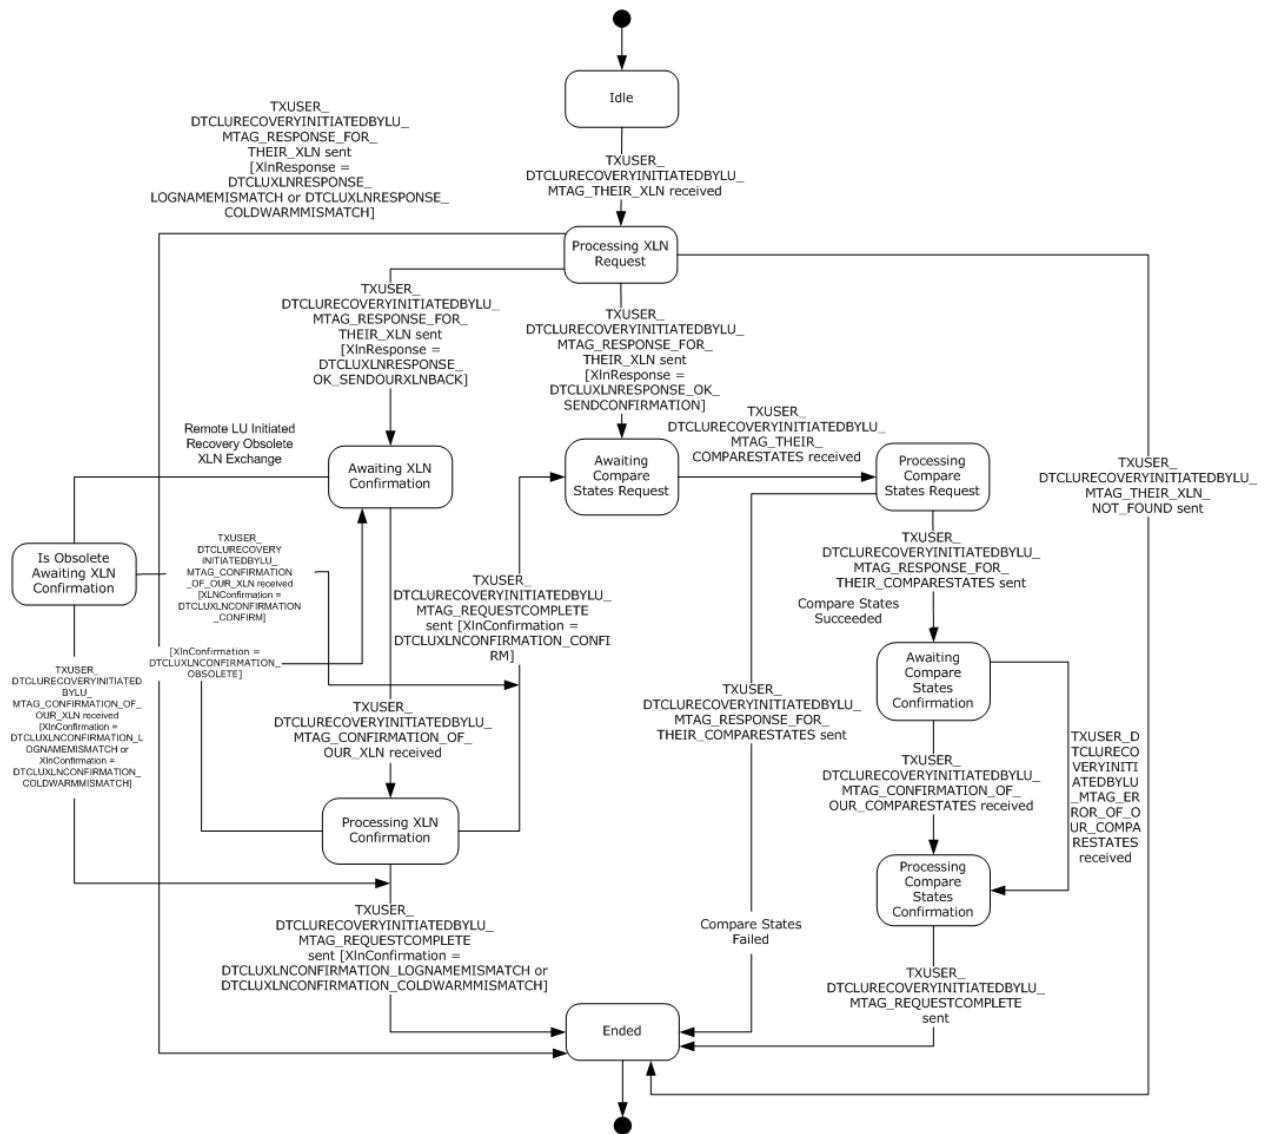 Idle
TXUSER_
DTCLURECOVERYINITIATEDBYLU_
MTAG_RESPONSE_FOR_
THEIR_XLN sent
[XlnResponse =
DTCLUXLNRESPONSE_
LOGNAMEMISMATCH or DTCLUXLNRESPONSE_
COLDWARMMISMATCH]
TXUSER_
DTCLURECOVERYINITIATEDBYLU_
MTAG_THEIR_XLN received
Processing XLN
Request
TXUSER_
DTCLURECOVERYINITIATEDBYLU_
MTAG_RESPONSE_FOR_
THEIR_XLN sent
[XlnResponse =
DTCLUXLNRESPONSE_
OK_SENDOURXLNBACK]
TXUSER_
DTCLURECOVERYINITIATEDBYLU_
MTAG_RESPONSE_FOR_
THEIR_XLN sent
[XlnResponse =
DTCLUXLNRESPONSE_OK_
SENDCONFIRMATION]
TXUSER_
DTCLURECOVERYINITIATEDBYLU_
MTAG_THEIR_
COMPARESTATES received
Remote LU Initiated
Recovery Obsolete
XLN Exchange
Awaiting XLN
Confirmation
Awaiting
Compare
States Request
Processing
Compare
States Request
TXUSER_
DTCLURECOVERYINITIATEDBYLU_
MTAG_THEIR_XLN_
NOT_FOUND sent
Is Obsolete
Awaiting XLN
Confirmation
TXUSER_
DTCLURECOVERY
INITIATEDBYLU_
MTAG_CONFIRMATION
_OF_OUR_XLN received
[XLNConfirmation =
DTCLUXLNCONFIRMATION
_CONFIRM]
TXUSER_
DTCLURECOVERYINITIATEDBYLU_
MTAG_REQUESTCOMPLETE
sent [XlnConfirmation =
DTCLUXLNCONFIRMATION_CONFI
RM]
TXUSER_
DTCLURECOVERYINITIATEDBYLU_
MTAG_RESPONSE_FOR_
THEIR_COMPARESTATES sent
Compare States
Succeeded
[XlnConfirmation =
DTCLUXLNCONFIRMATION_
OBSOLETE]
TXUSER_
DTCLURECOVERYINITIATED
BYLU_
MTAG_CONFIRMATION_OF_
OUR_XLN received
[XlnConfirmation =
DTCLUXLNCONFIRMATION_L
OGNAMEMISMATCH or
XlnConfirmation =
DTCLUXLNCONFIRMATION_
COLDWARMMISMATCH]
TXUSER_
DTCLURECOVERYINITIATEDBYLU_
MTAG_CONFIRMATION_OF_
OUR_XLN received
TXUSER_
DTCLURECOVERYINITIATEDBYLU_
MTAG_RESPONSE_FOR_
THEIR_COMPARESTATES sent
Awaiting
Compare
States
Confirmation
TXUSER_
DTCLURECOVERYINITIATEDBYLU_
MTAG_CONFIRMATION_OF_
OUR_COMPARESTATES received
TXUSER_D
TCLURECO
VERYINITI
ATEDBYLU
_MTAG_ER
ROR_OF_O
UR_COMPA
RESTATES
received
Processing XLN
Confirmation
Processing
Compare
States
Confirmation
TXUSER_
DTCLURECOVERYINITIATEDBYLU_
MTAG_REQUESTCOMPLETE
sent [XlnConfirmation =
DTCLUXLNCONFIRMATION_LOGNAMEMISMATCH or
DTCLUXLNCONFIRMATION_COLDWARMMISMATCH]
Compare States
Failed
TXUSER_
DTCLURECOVERYINITIATEDBYLU_
MTAG_REQUESTCOMPLETE
sent
Ended